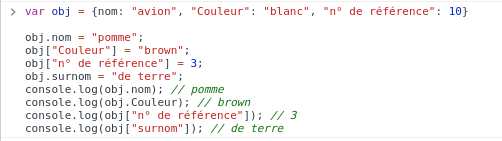 > var obj = {nom: "avion", "Couleur": "blanc", "n° de référence": 10}
obj.nom = "pomme";
obj["Couleur"] = "brown";
obj["n° de référence"] = 3;
obj.surnom = "de terre";
console.log(obj.nom); // pomme
console.log(obj.Couleur); // brown
console.log(obj["n° de référence"]); // 3
console.log(obj["surnom"]); // de terre